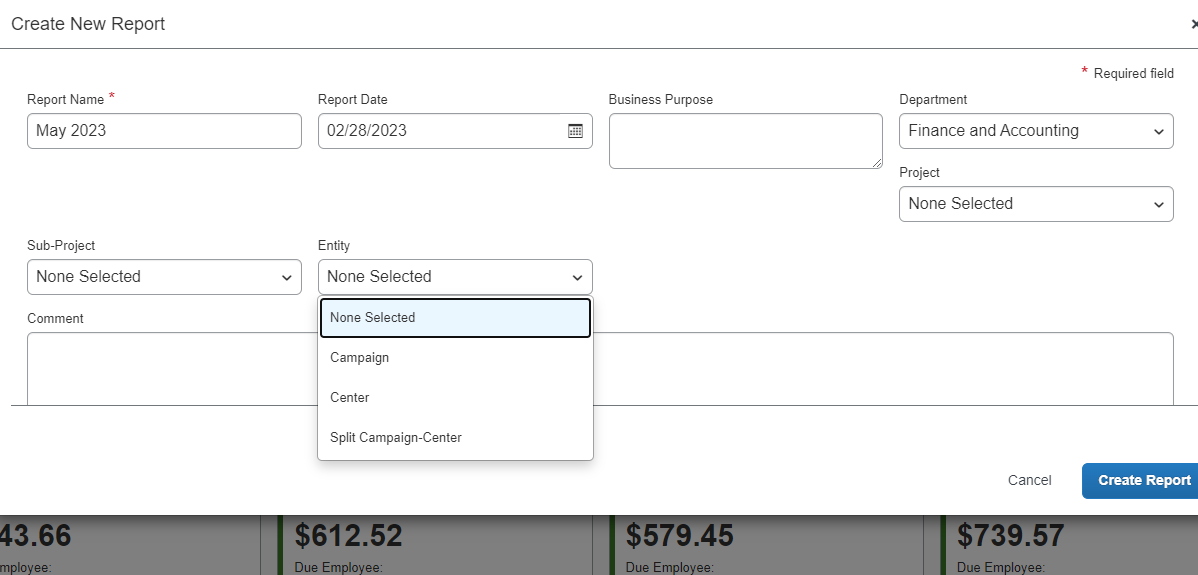 Create New Report
×
* Required field
Report Name *
Report Date
Business Purpose
Department
May 2023
02/28/2023
Finance and Accounting
Project
None Selected
Sub-Project
Entity
None Selected
None Selected
None Selected
Comment
Campaign
Center
Split Campaign-Center
Cancel
Create Report
43.66
$612.52
$579.45
$739.57
mployee:
Due Employee:
Due Employee:
Due Employee: